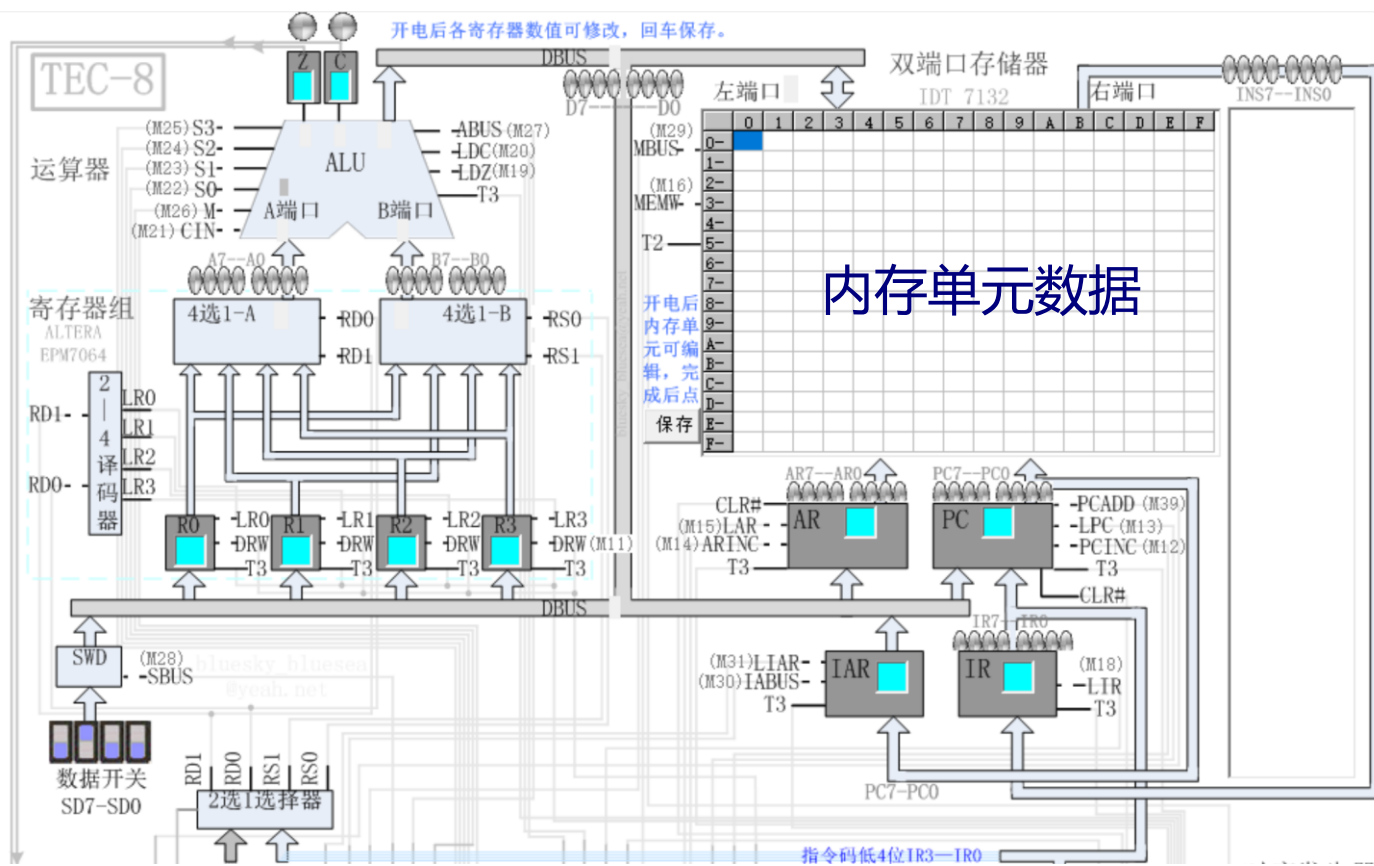 开电后各寄存器数值可修改，回车保存。
TEC-8
Z C
DBUS
D7------D0
双端口存储器
IDT 7132
左端口
右端口
INS7--INS0
运算器
(M25)S3-
(M24)S2-
(M23)S1-
(M22)S0-
(M26)M-
(M21)CIN-
ALU
A端口
B端口
-ABUS(M27)
-LDC(M20)
-LDZ(M19)
-T3
(M29)
MBUS-
(M16)
MEMW-
T2
0 1 2 3 4 5 6 7 8 9 A B C D E F
0-
1-
2-
3-
4-
5-
6-
7-
8-
9-
A-
B-
C-
D-
E-
F-
内存单元数据
开电后
内存单
元可编
辑，完
成后点
保存
A7--A0
B7--B0
寄存器组
ALTERA
EPM7064
4选1-A
-RD0
-RD1
4选1-B
-RS0
-RS1
RD1-
RD0-
2
—
4
译
码
器
LR0
LR1
LR2
LR3
R0
-LR0
-DRW
-T3
R1
-LR1
-DRW
-T3
R2
-LR2
-DRW
-T3
R3
-LR3
-DRW(M11)
-T3
DBUS
AR7--AR0
CLR#
(M15)LAR-
(M14)ARINC-
T3
AR
PC7--PC0
PC
-PCADD(M39)
-LPC(M13)
-PCINC(M12)
T3
CLR#
SWD
(M28)
-SBUS
bluesky_bluesea
@yeah.net
数据开关
SD7-SD0
(M31)LIAR-
(M30)IABUS-
T3
IAR
IR7--IR0
IR
(M18)
-LIR
T3
PC7-PC0
RD1
RD0
RS1
RS0
2选1选择器
指令码低4位IR3—IR0